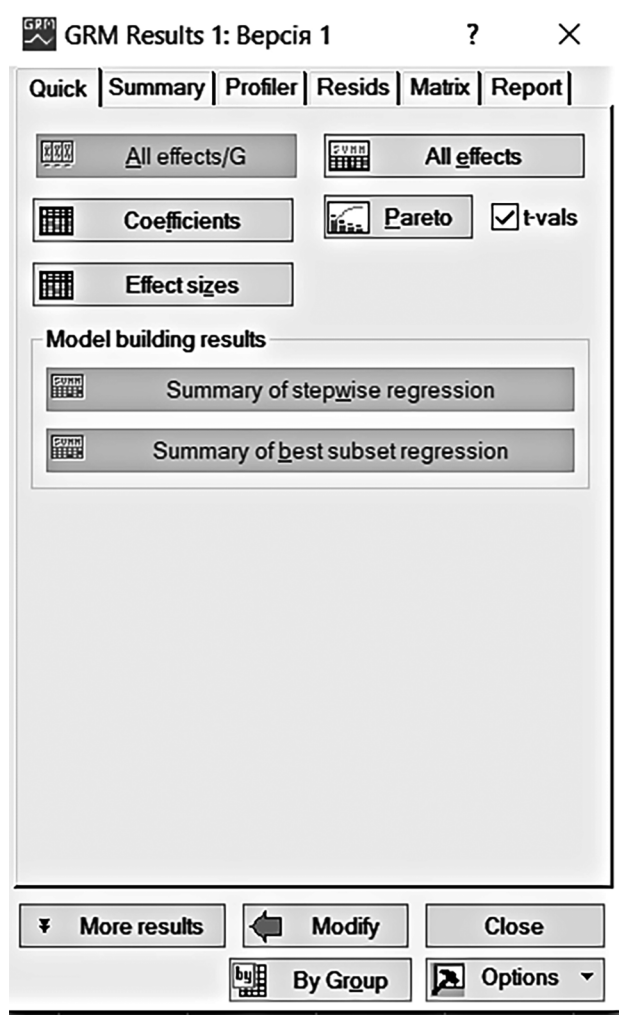 GRM Results 1: Версія 1 ?
Quick Summary Profiler Resids Matrix Report
All effects/G All effects
Coefficients Pareto t-vals
Effect sizes
Model building results
Summary of stepwise regression
Summary of best subset regression
More results Modify Close
By Group Options